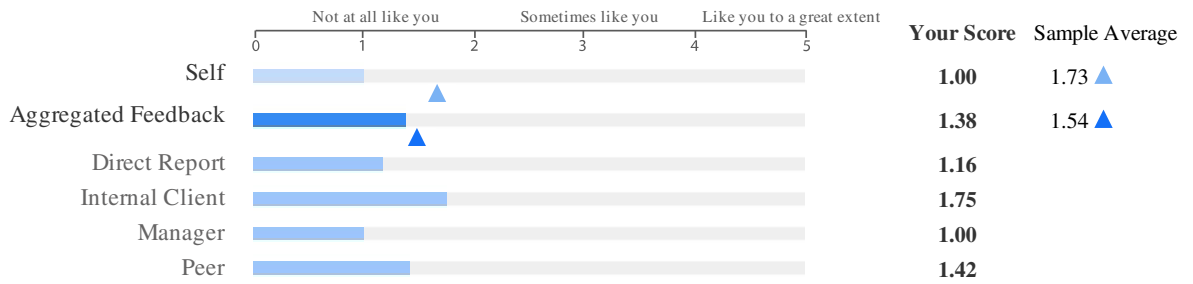 Not at all like you Sometimes like you Like you to a great extent
0 1 2 3 4 5 Your Score Sample Average
Self 1.00 1.73
Aggregated Feedback 1.38 1.54
Direct Report 1.16
Internal Client 1.75
Manager 1.00
Peer 1.42